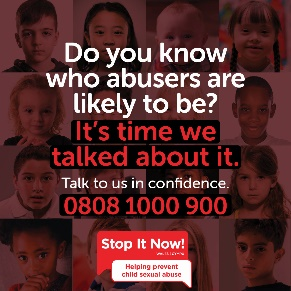 Do you know
who abusers are
likely to be?
It's time we
talked about it.
Talk to us in confidence.
0808 1000 900
Stop It Now!
Helping prevent
child sexual abuse